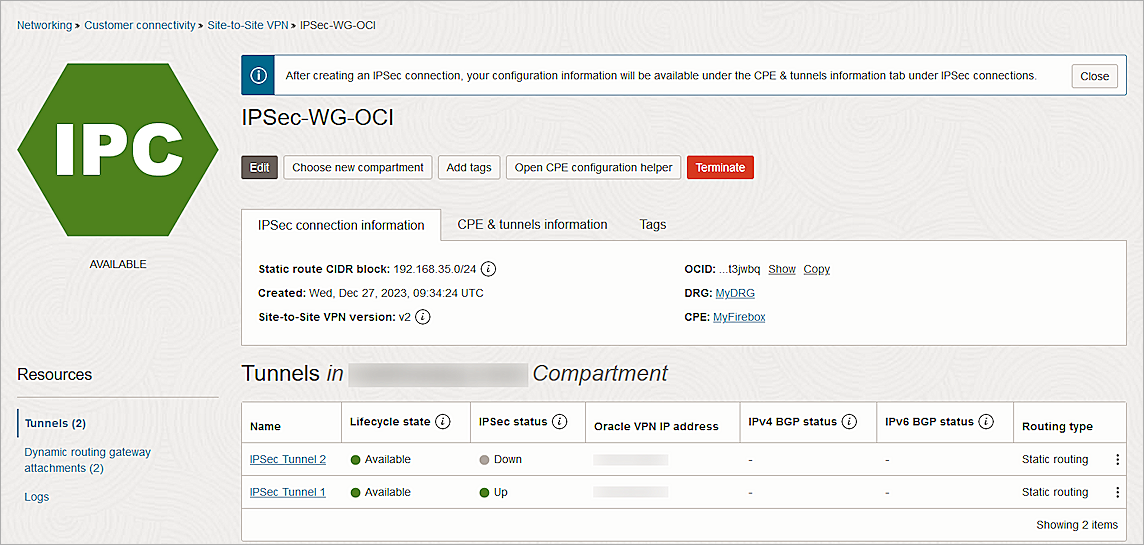 Networking » Customer connectivity » Site-to-Site VPN » IPSec-WG-OCI
IPC
AVAILABLE
After creating an IPSec connection, your configuration information will be available under the CPE & tunnels information tab under IPSec connections.
Close
IPSec-WG-OCI
Edit
Choose new compartment
Add tags
Open CPE configuration helper
Terminate
IPSec connection information
CPE & tunnels information
Tags
Static route CIDR block: 192.168.35.0/24
Created: Wed, Dec 27, 2023, 09:34:24 UTC
Site-to-Site VPN version: v2
OCID: ...t3jwbq Show Copy
DRG: MyDRG
CPE: MyFirebox
Resources
Tunnels (2)
Dynamic routing gateway
attachments (2)
Logs
Tunnels in Compartment
Name Lifecycle state IPSec status Oracle VPN IP address IPv4 BGP status IPv6 BGP status Routing type
IPSec Tunnel 2 Available Down - - Static routing
IPSec Tunnel 1 Available Up - - Static routing
Showing 2 items